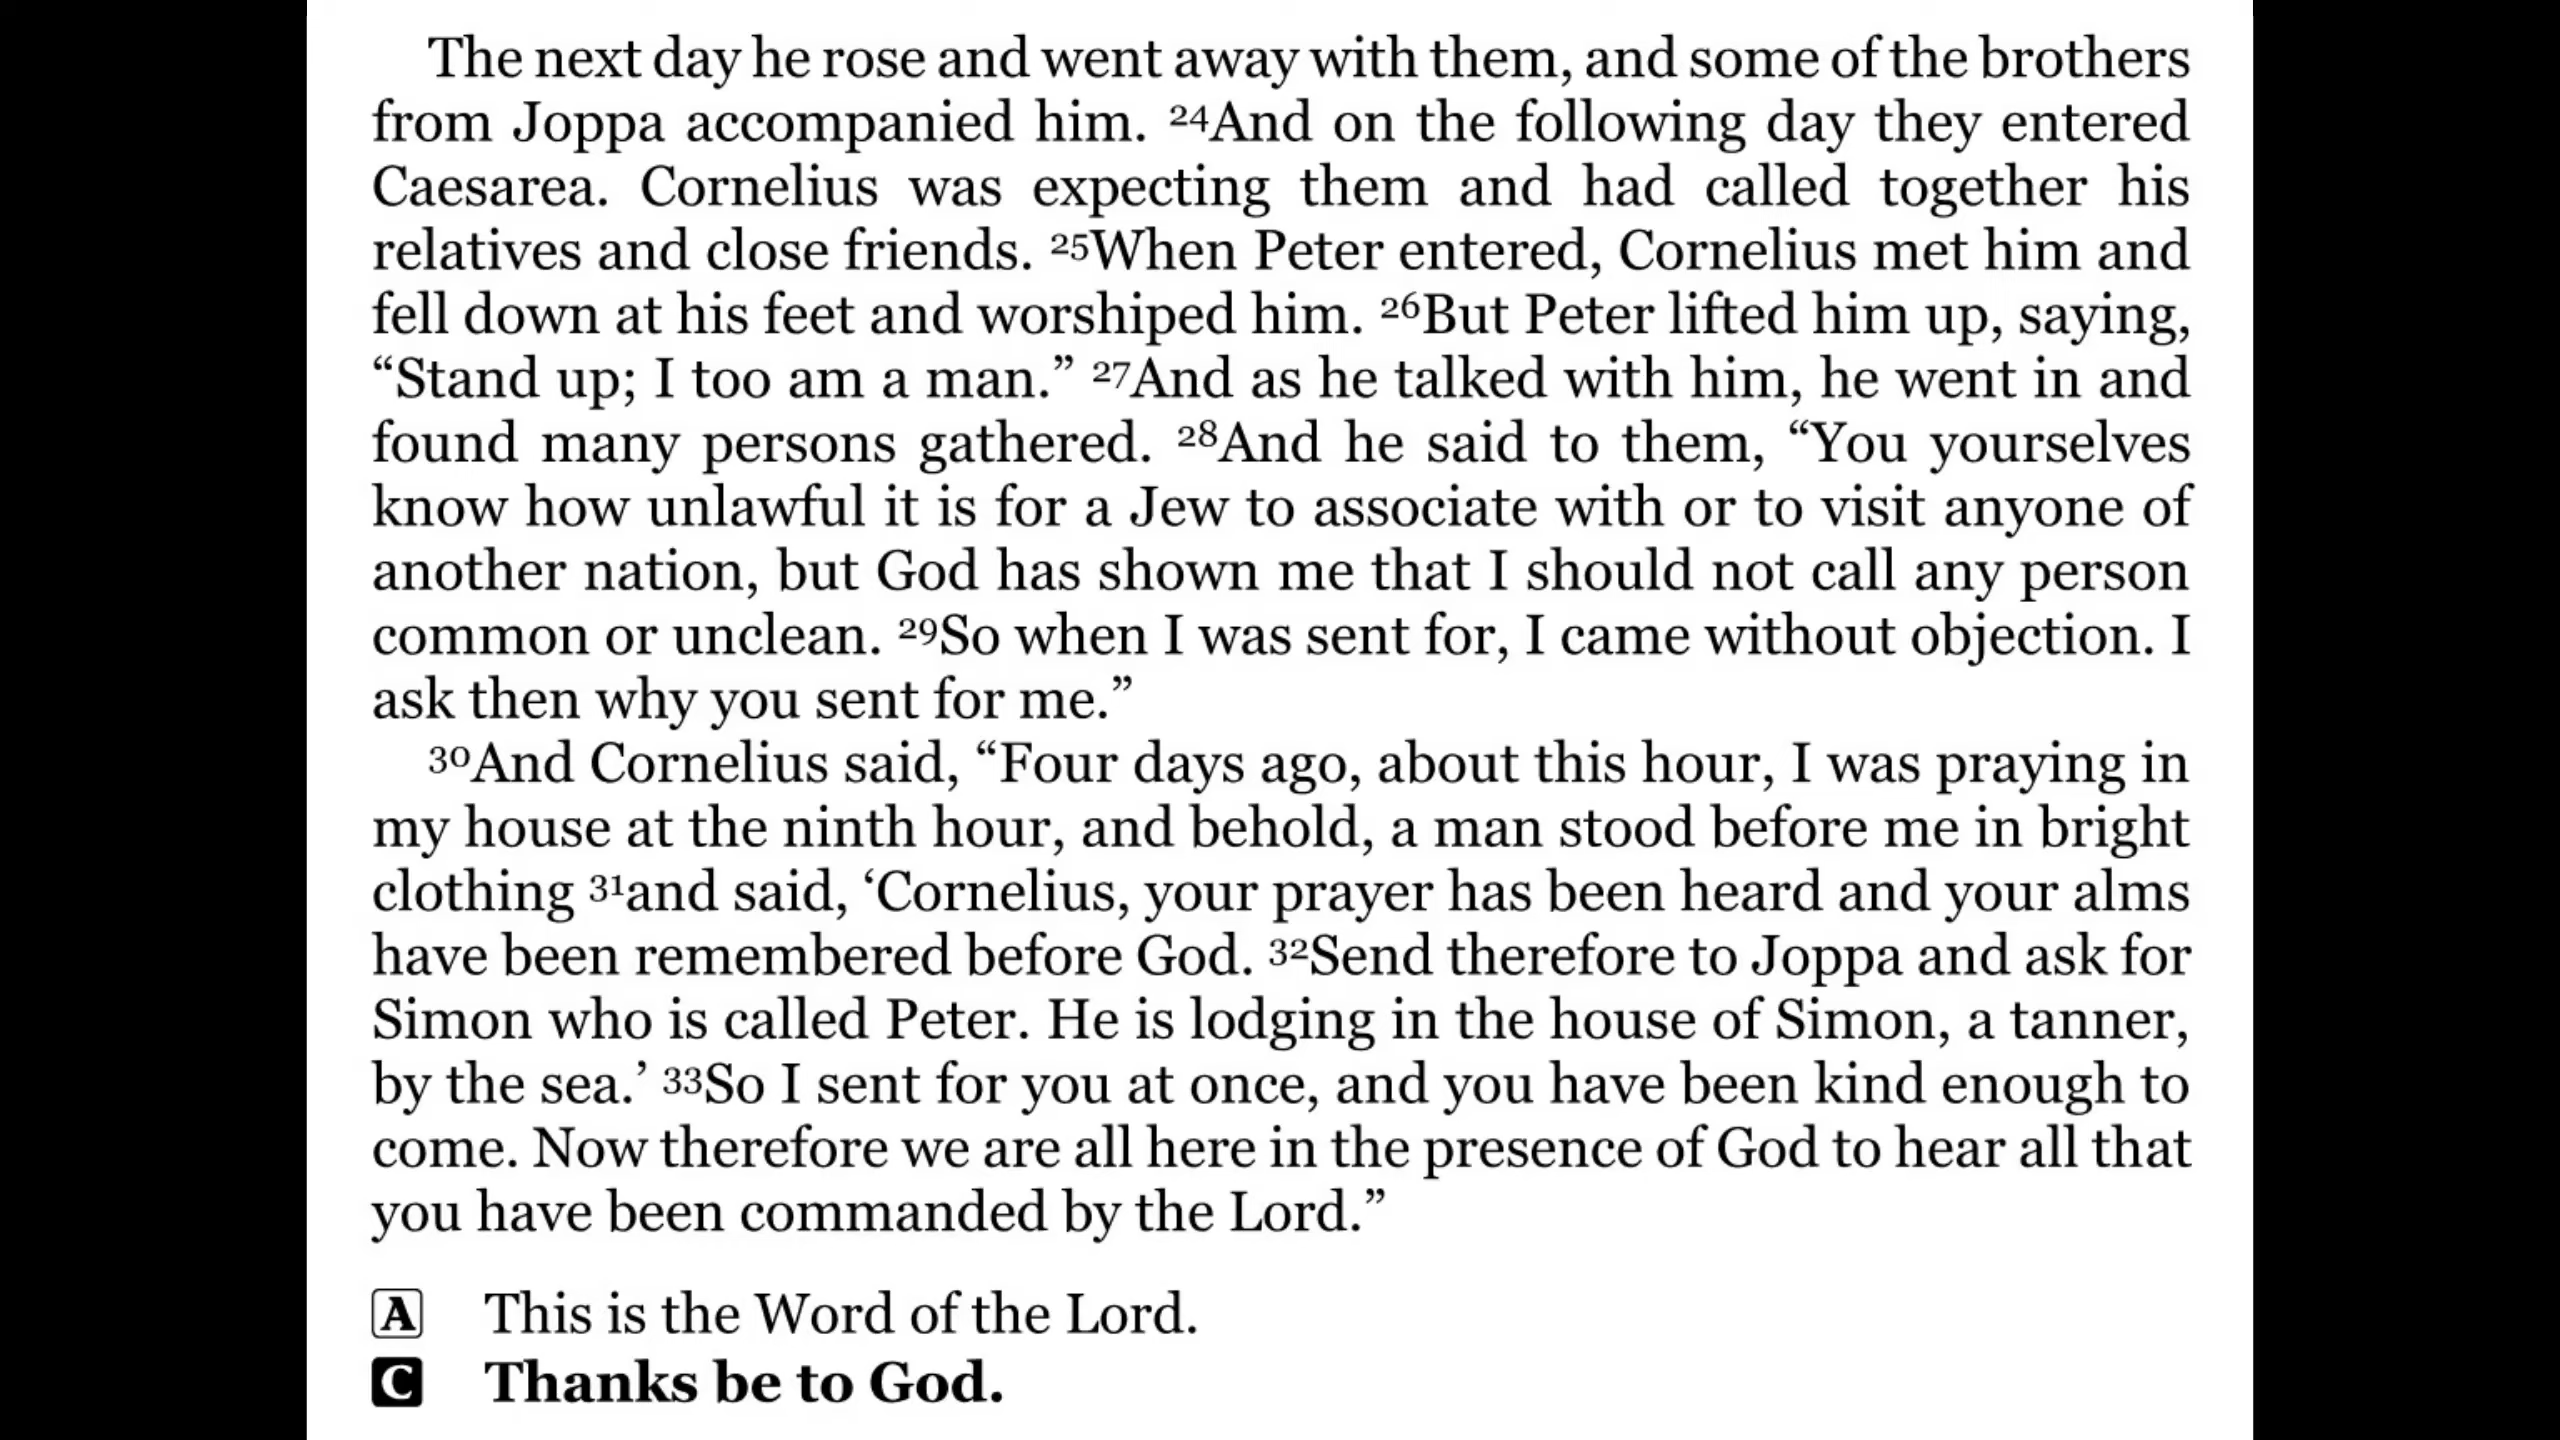 The next day he rose and went away with them, and some of the brothers
from Joppa accompanied him. ²⁴And on the following day they entered
Caesarea. Cornelius was expecting them and had called together his
relatives and close friends. ²⁵When Peter entered, Cornelius met him and
fell down at his feet and worshiped him. ²⁶But Peter lifted him up, saying,
“Stand up; I too am a man.” ²⁷And as he talked with him, he went in and
found many persons gathered. ²⁸And he said to them, “You yourselves
know how unlawful it is for a Jew to associate with or to visit anyone of
another nation, but God has shown me that I should not call any person
common or unclean. ²⁹So when I was sent for, I came without objection. I
ask then why you sent for me.”
³⁰And Cornelius said, “Four days ago, about this hour, I was praying in
my house at the ninth hour, and behold, a man stood before me in bright
clothing ³¹and said, ‘Cornelius, your prayer has been heard and your alms
have been remembered before God. ³²Send therefore to Joppa and ask for
Simon who is called Peter. He is lodging in the house of Simon, a tanner,
by the sea.’ ³³So I sent for you at once, and you have been kind enough to
come. Now therefore we are all here in the presence of God to hear all that
you have been commanded by the Lord.”
A This is the Word of the Lord.
C Thanks be to God.